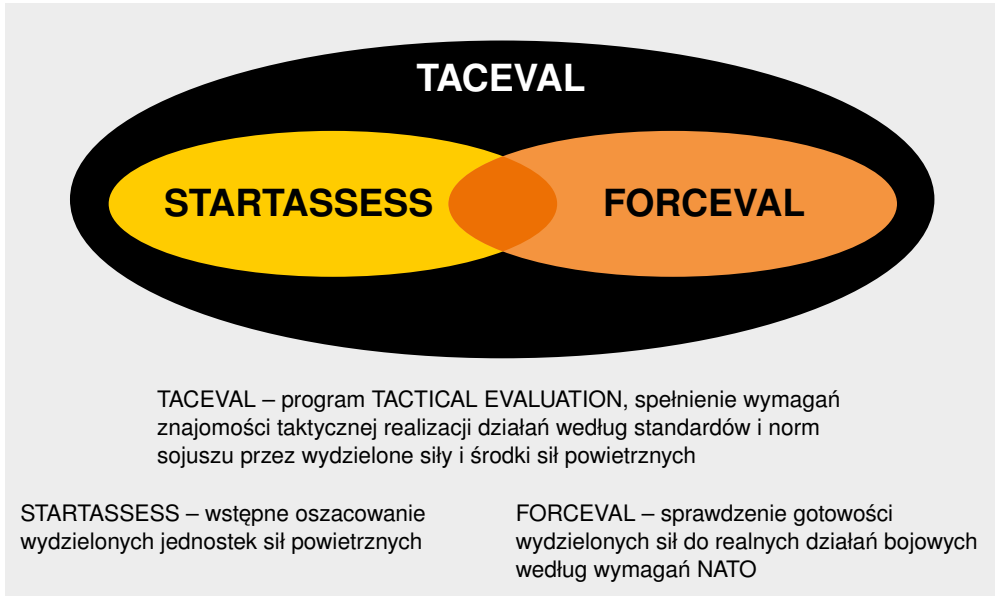 TACEVAL
STARTASSESS
FORCEVAL
TACEVAL – program TACTICAL EVALUATION, spełnienie wymagań
znajomości taktycznej realizacji działań według standardów i norm
sojuszu przez wydzielone siły i środki sił powietrznych
STARTASSESS – wstępne oszacowanie
wydzielonych jednostek sił powietrznych
FORCEVAL – sprawdzenie gotowości
wydzielonych sił do realnych działań bojowych
według wymagań NATO